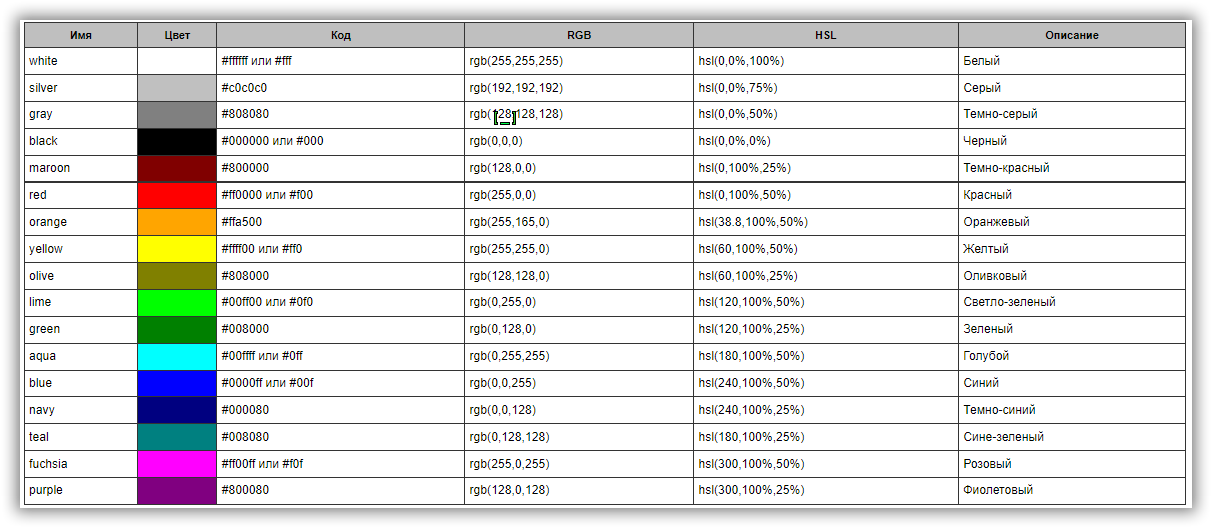 Имя Цвет Код RGB HSL Описание
white #ffffff или #fff rgb(255,255,255) hsl(0,0%,100%) Белый
silver #c0c0c0 rgb(192,192,192) hsl(0,0%,75%) Серый
gray #808080 rgb(128,128,128) hsl(0,0%,50%) Темно-серый
black #000000 или #000 rgb(0,0,0) hsl(0,0%,0%) Черный
maroon #800000 rgb(128,0,0) hsl(0,100%,25%) Темно-красный
red #ff0000 или #f00 rgb(255,0,0) hsl(0,100%,50%) Красный
orange #ffa500 rgb(255,165,0) hsl(38.8,100%,50%) Оранжевый
yellow #ffff00 или #ff0 rgb(255,255,0) hsl(60,100%,50%) Желтый
olive #808000 rgb(128,128,0) hsl(60,100%,25%) Оливковый
lime #00ff00 или #0f0 rgb(0,255,0) hsl(120,100%,50%) Светло-зеленый
green #008000 rgb(0,128,0) hsl(120,100%,25%) Зеленый
aqua #00ffff или #0ff rgb(0,255,255) hsl(180,100%,50%) Голубой
blue #0000ff или #00f rgb(0,0,255) hsl(240,100%,50%) Синий
navy #000080 rgb(0,0,128) hsl(240,100%,25%) Темно-синий
teal #008080 rgb(0,128,128) hsl(180,100%,25%) Сине-зеленый
fuchsia #ff00ff или #f0f rgb(255,0,255) hsl(300,100%,50%) Розовый
purple #800080 rgb(128,0,128) hsl(300,100%,25%) Фиолетовый